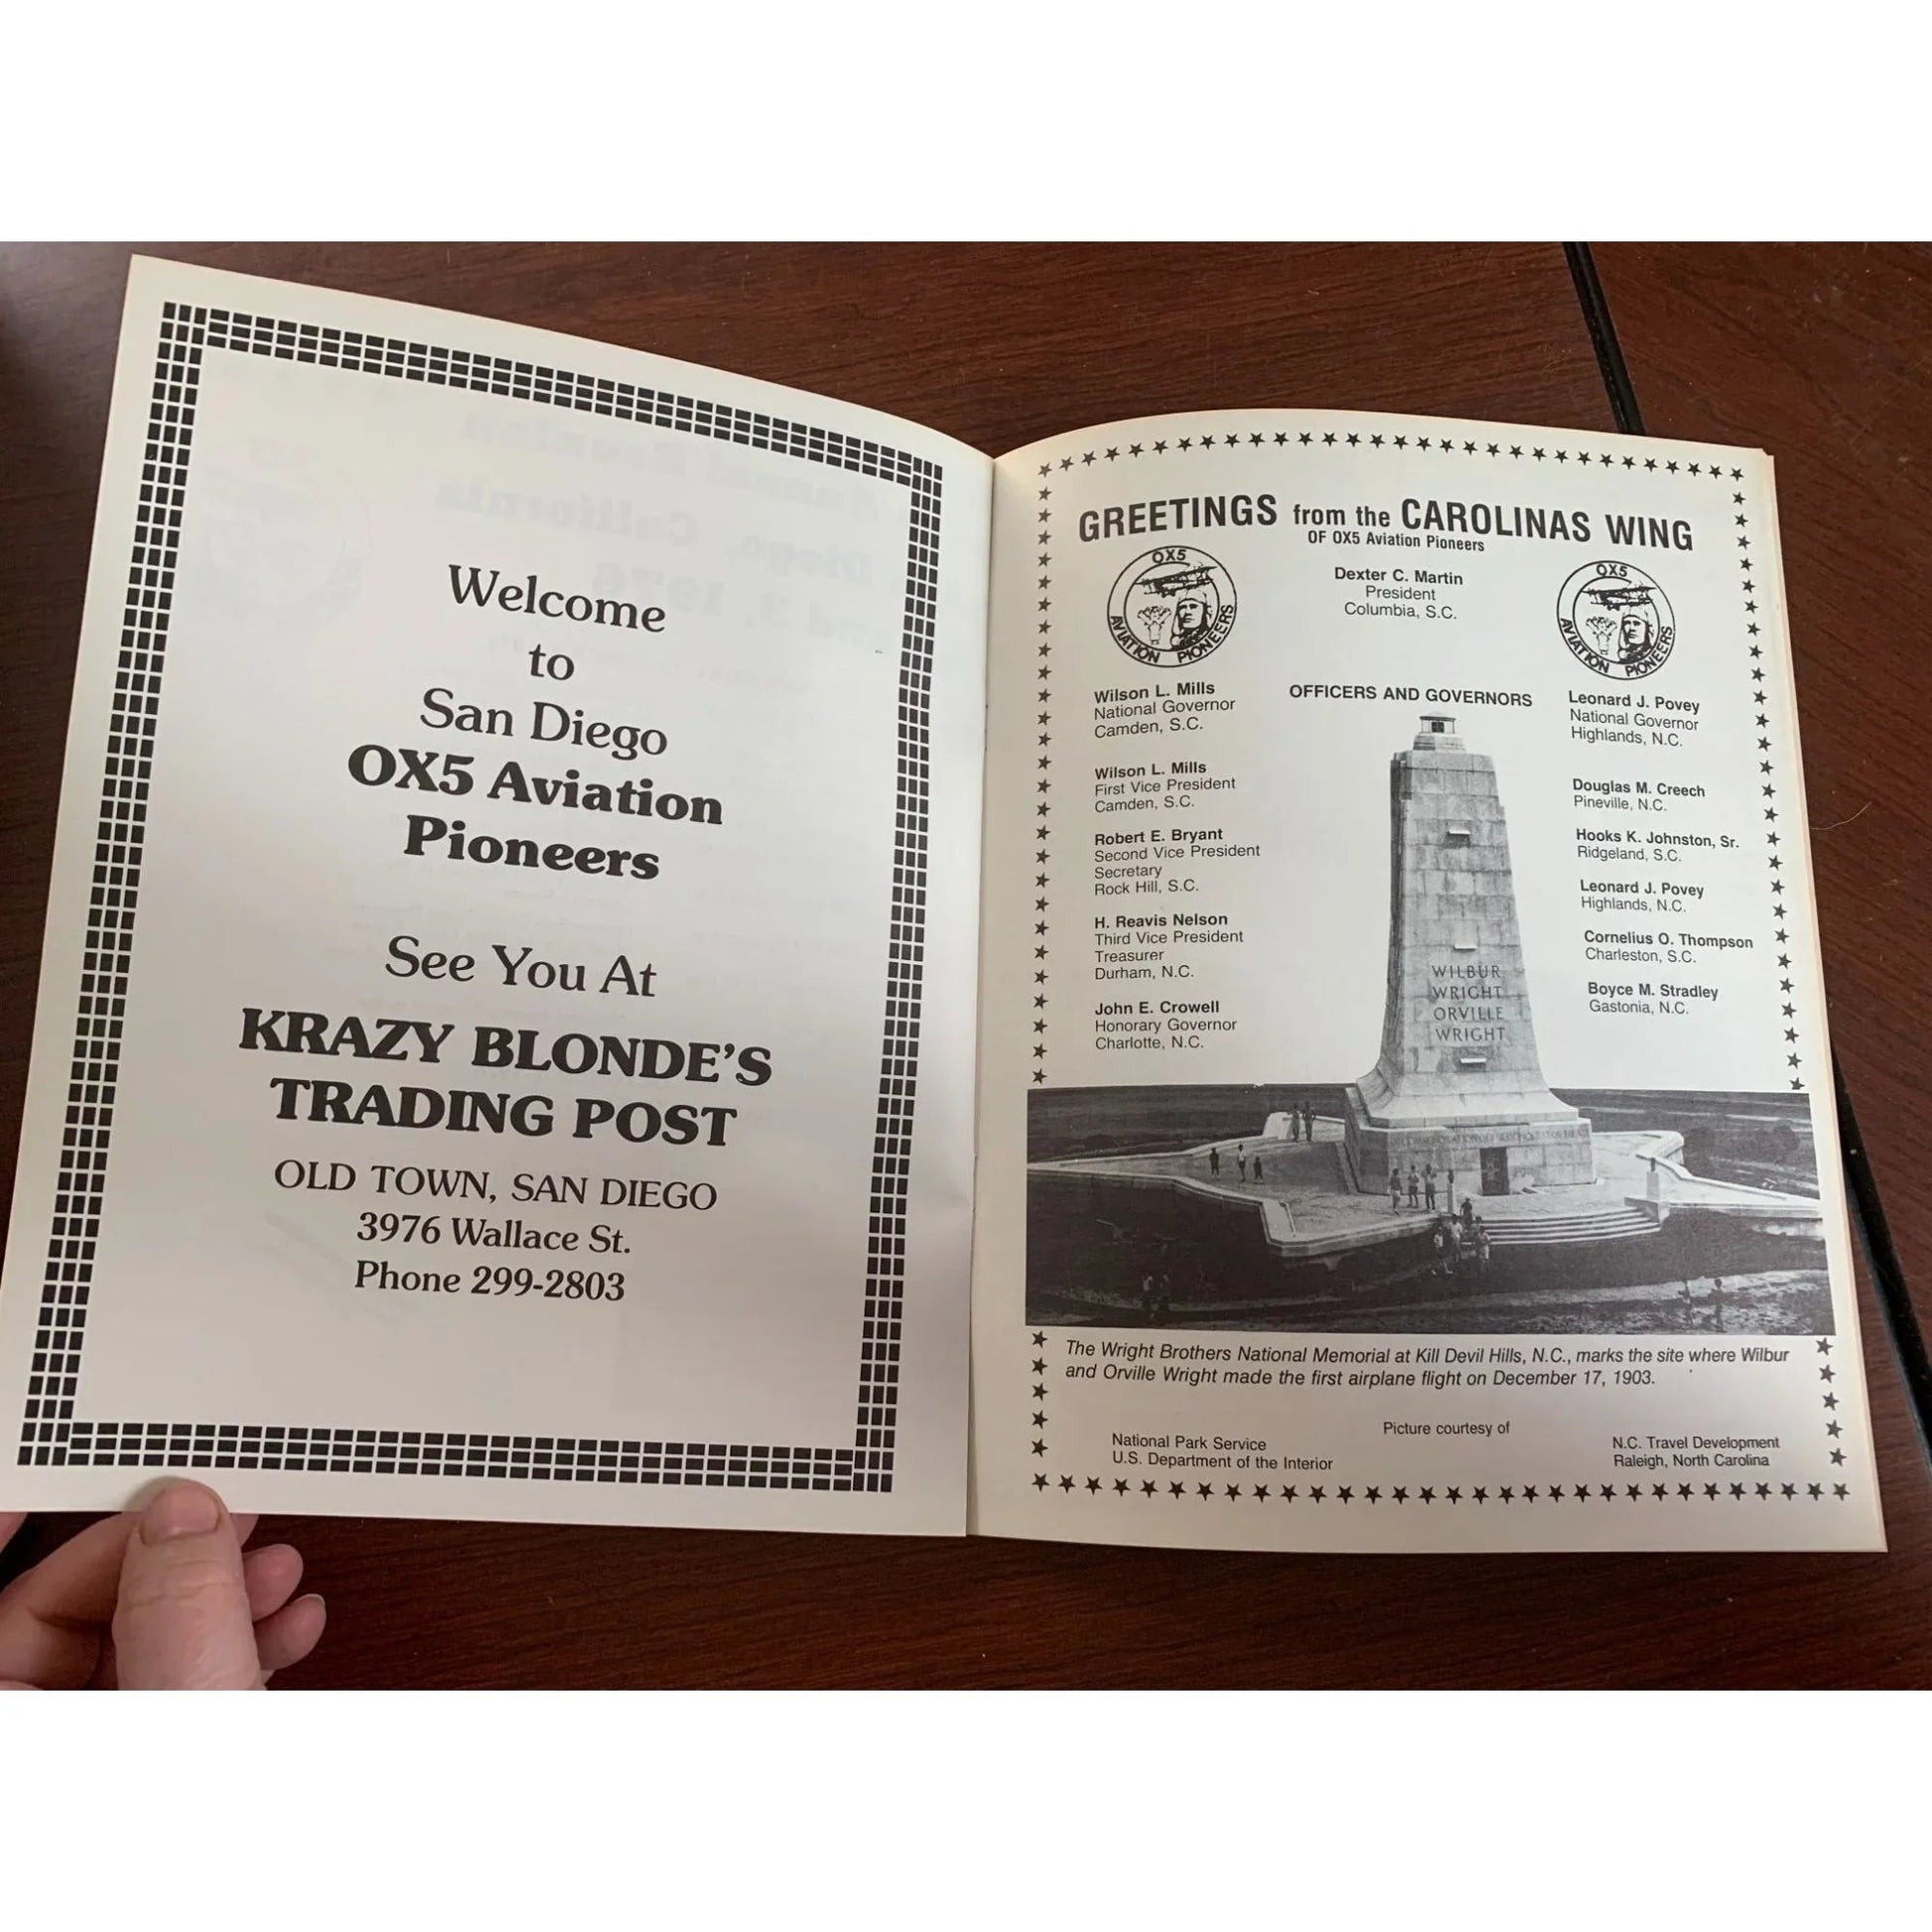 Welcome
to
San Diego
OX5 Aviation
Pioneers
See You At
KRAZY BLONDE'S
TRADING POST
OLD TOWN, SAN DIEGO
3976 Wallace St.
Phone 299-2803
GREETINGS from the CAROLINAS WING
OF OX5 Aviation Pioneers
OX5
AVIATION PIONEERS
Dexter C. Martin
President
Columbia, S.C.
OX5
AVIATION PIONEERS
OFFICERS AND GOVERNORS
Wilson L. Mills
National Governor
Camden, S.C.
Wilson L. Mills
First Vice President
Camden, S.C.
Robert E. Bryant
Second Vice President
Secretary
Rock Hill, S.C.
H. Reavis Nelson
Third Vice President
Treasurer
Durham, N.C.
John E. Crowell
Honorary Governor
Charlotte, N.C.
WILBUR
WRIGHT
ORVILLE
WRIGHT
Leonard J. Povey
National Governor
Highlands, N.C.
Douglas M. Creech
Pineville, N.C.
Hooks K. Johnston, Sr.
Ridgeland, S.C.
Leonard J. Povey
Highlands, N.C.
Cornelius O. Thompson
Charleston, S.C.
Boyce M. Stradley
Gastonia, N.C.
The Wright Brothers National Memorial at Kill Devil Hills, N.C., marks the site where Wilbur
and Orville Wright made the first airplane flight on December 17, 1903.
Picture courtesy of
National Park Service
U.S. Department of the Interior
N.C. Travel Development
Raleigh, North Carolina